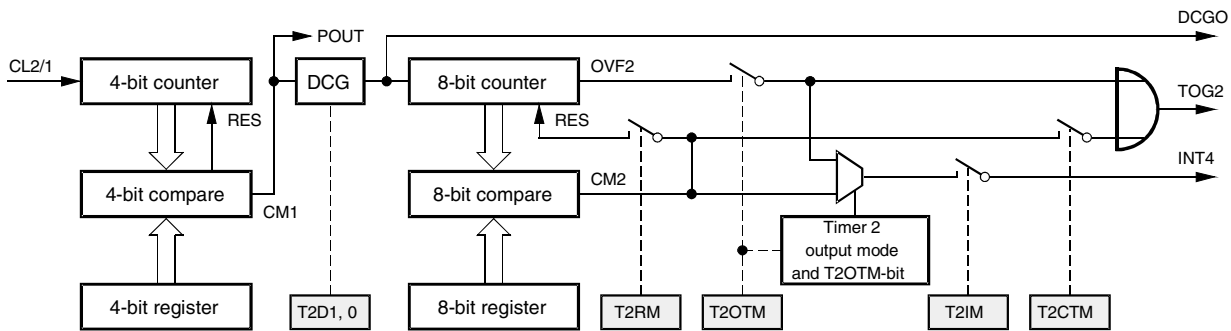 DCGO
POUT
CL2/1
4-bit counter
DCG
8-bit counter
OVF2
TOG2
RES
RES
INT4
4-bit compare
CM1
8-bit compare
CM2
Timer 2
output mode
and T2OTM-bit
4-bit register
T2D1, 0
8-bit register
T2RM
T2OTM
T2IM
T2CTM